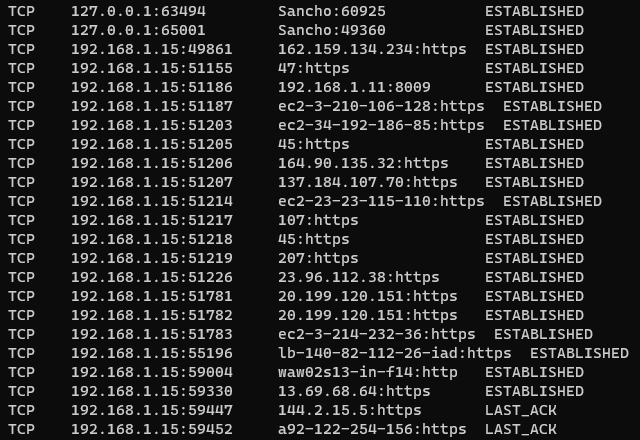 TCP 127.0.0.1:63494 Sancho:60925 ESTABLISHED
TCP 127.0.0.1:65001 Sancho:49360 ESTABLISHED
TCP 192.168.1.15:49861 162.159.134.234:https ESTABLISHED
TCP 192.168.1.15:51155 47:https ESTABLISHED
TCP 192.168.1.15:51186 192.168.1.11:8009 ESTABLISHED
TCP 192.168.1.15:51187 ec2-3-210-106-128:https ESTABLISHED
TCP 192.168.1.15:51203 ec2-34-192-186-85:https ESTABLISHED
TCP 192.168.1.15:51205 45:https ESTABLISHED
TCP 192.168.1.15:51206 164.90.135.32:https ESTABLISHED
TCP 192.168.1.15:51207 137.184.107.70:https ESTABLISHED
TCP 192.168.1.15:51214 ec2-23-23-115-110:https ESTABLISHED
TCP 192.168.1.15:51217 107:https ESTABLISHED
TCP 192.168.1.15:51218 45:https ESTABLISHED
TCP 192.168.1.15:51219 207:https ESTABLISHED
TCP 192.168.1.15:51226 23.96.112.38:https ESTABLISHED
TCP 192.168.1.15:51781 20.199.120.151:https ESTABLISHED
TCP 192.168.1.15:51782 20.199.120.151:https ESTABLISHED
TCP 192.168.1.15:51783 ec2-3-214-232-36:https ESTABLISHED
TCP 192.168.1.15:55196 lb-140-82-112-26-iad:https ESTABLISHED
TCP 192.168.1.15:59004 waw02s13-in-f14:http ESTABLISHED
TCP 192.168.1.15:59330 13.69.68.64:https ESTABLISHED
TCP 192.168.1.15:59447 144.2.15.5:https LAST_ACK
TCP 192.168.1.15:59452 a92-122-254-156:https LAST_ACK